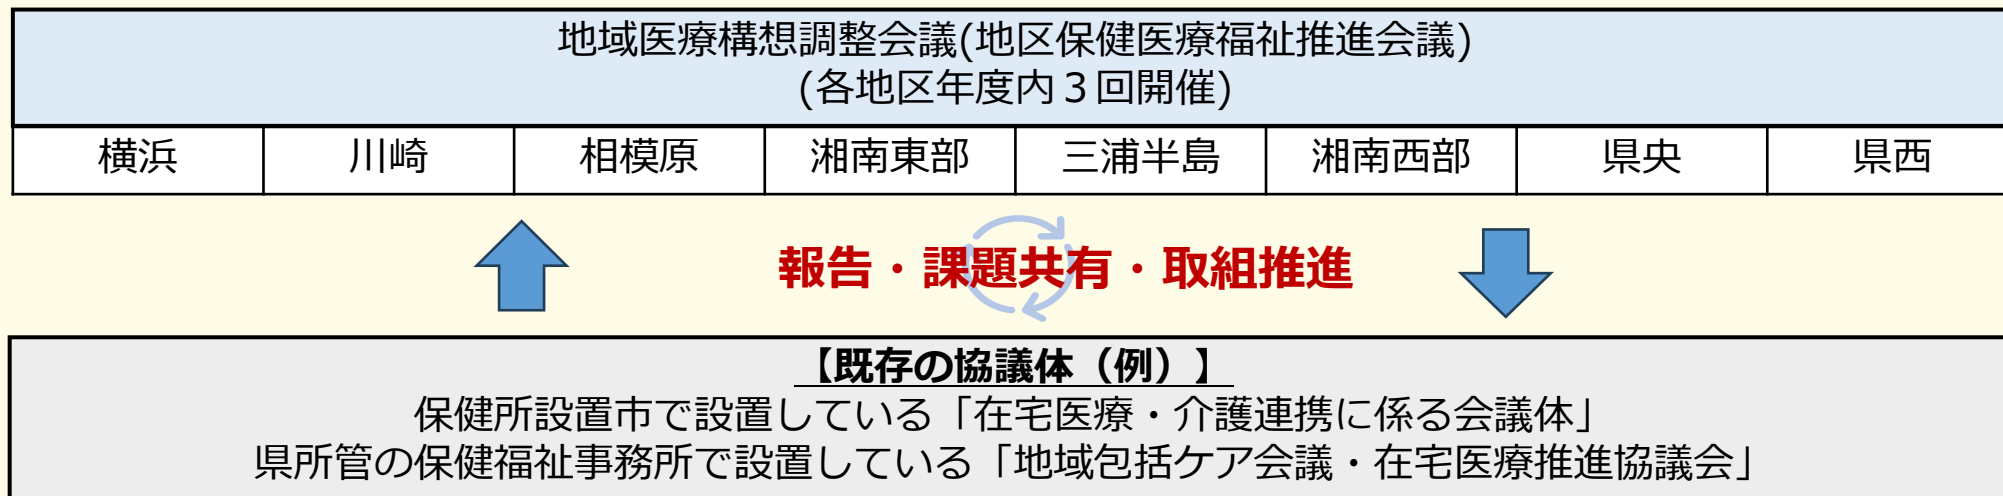 地域医療構想調整会議(地区保健医療福祉推進会議)
(各地区年度内３回開催)
横浜
川崎
相模原
湘南東部
三浦半島
湘南西部
県央
県西
報告・課題共有・取組推進
【既存の協議体（例）】
保健所設置市で設置している「在宅医療・介護連携に係る会議体」
県所管の保健福祉事務所で設置している「地域包括ケア会議・在宅医療推進協議会」